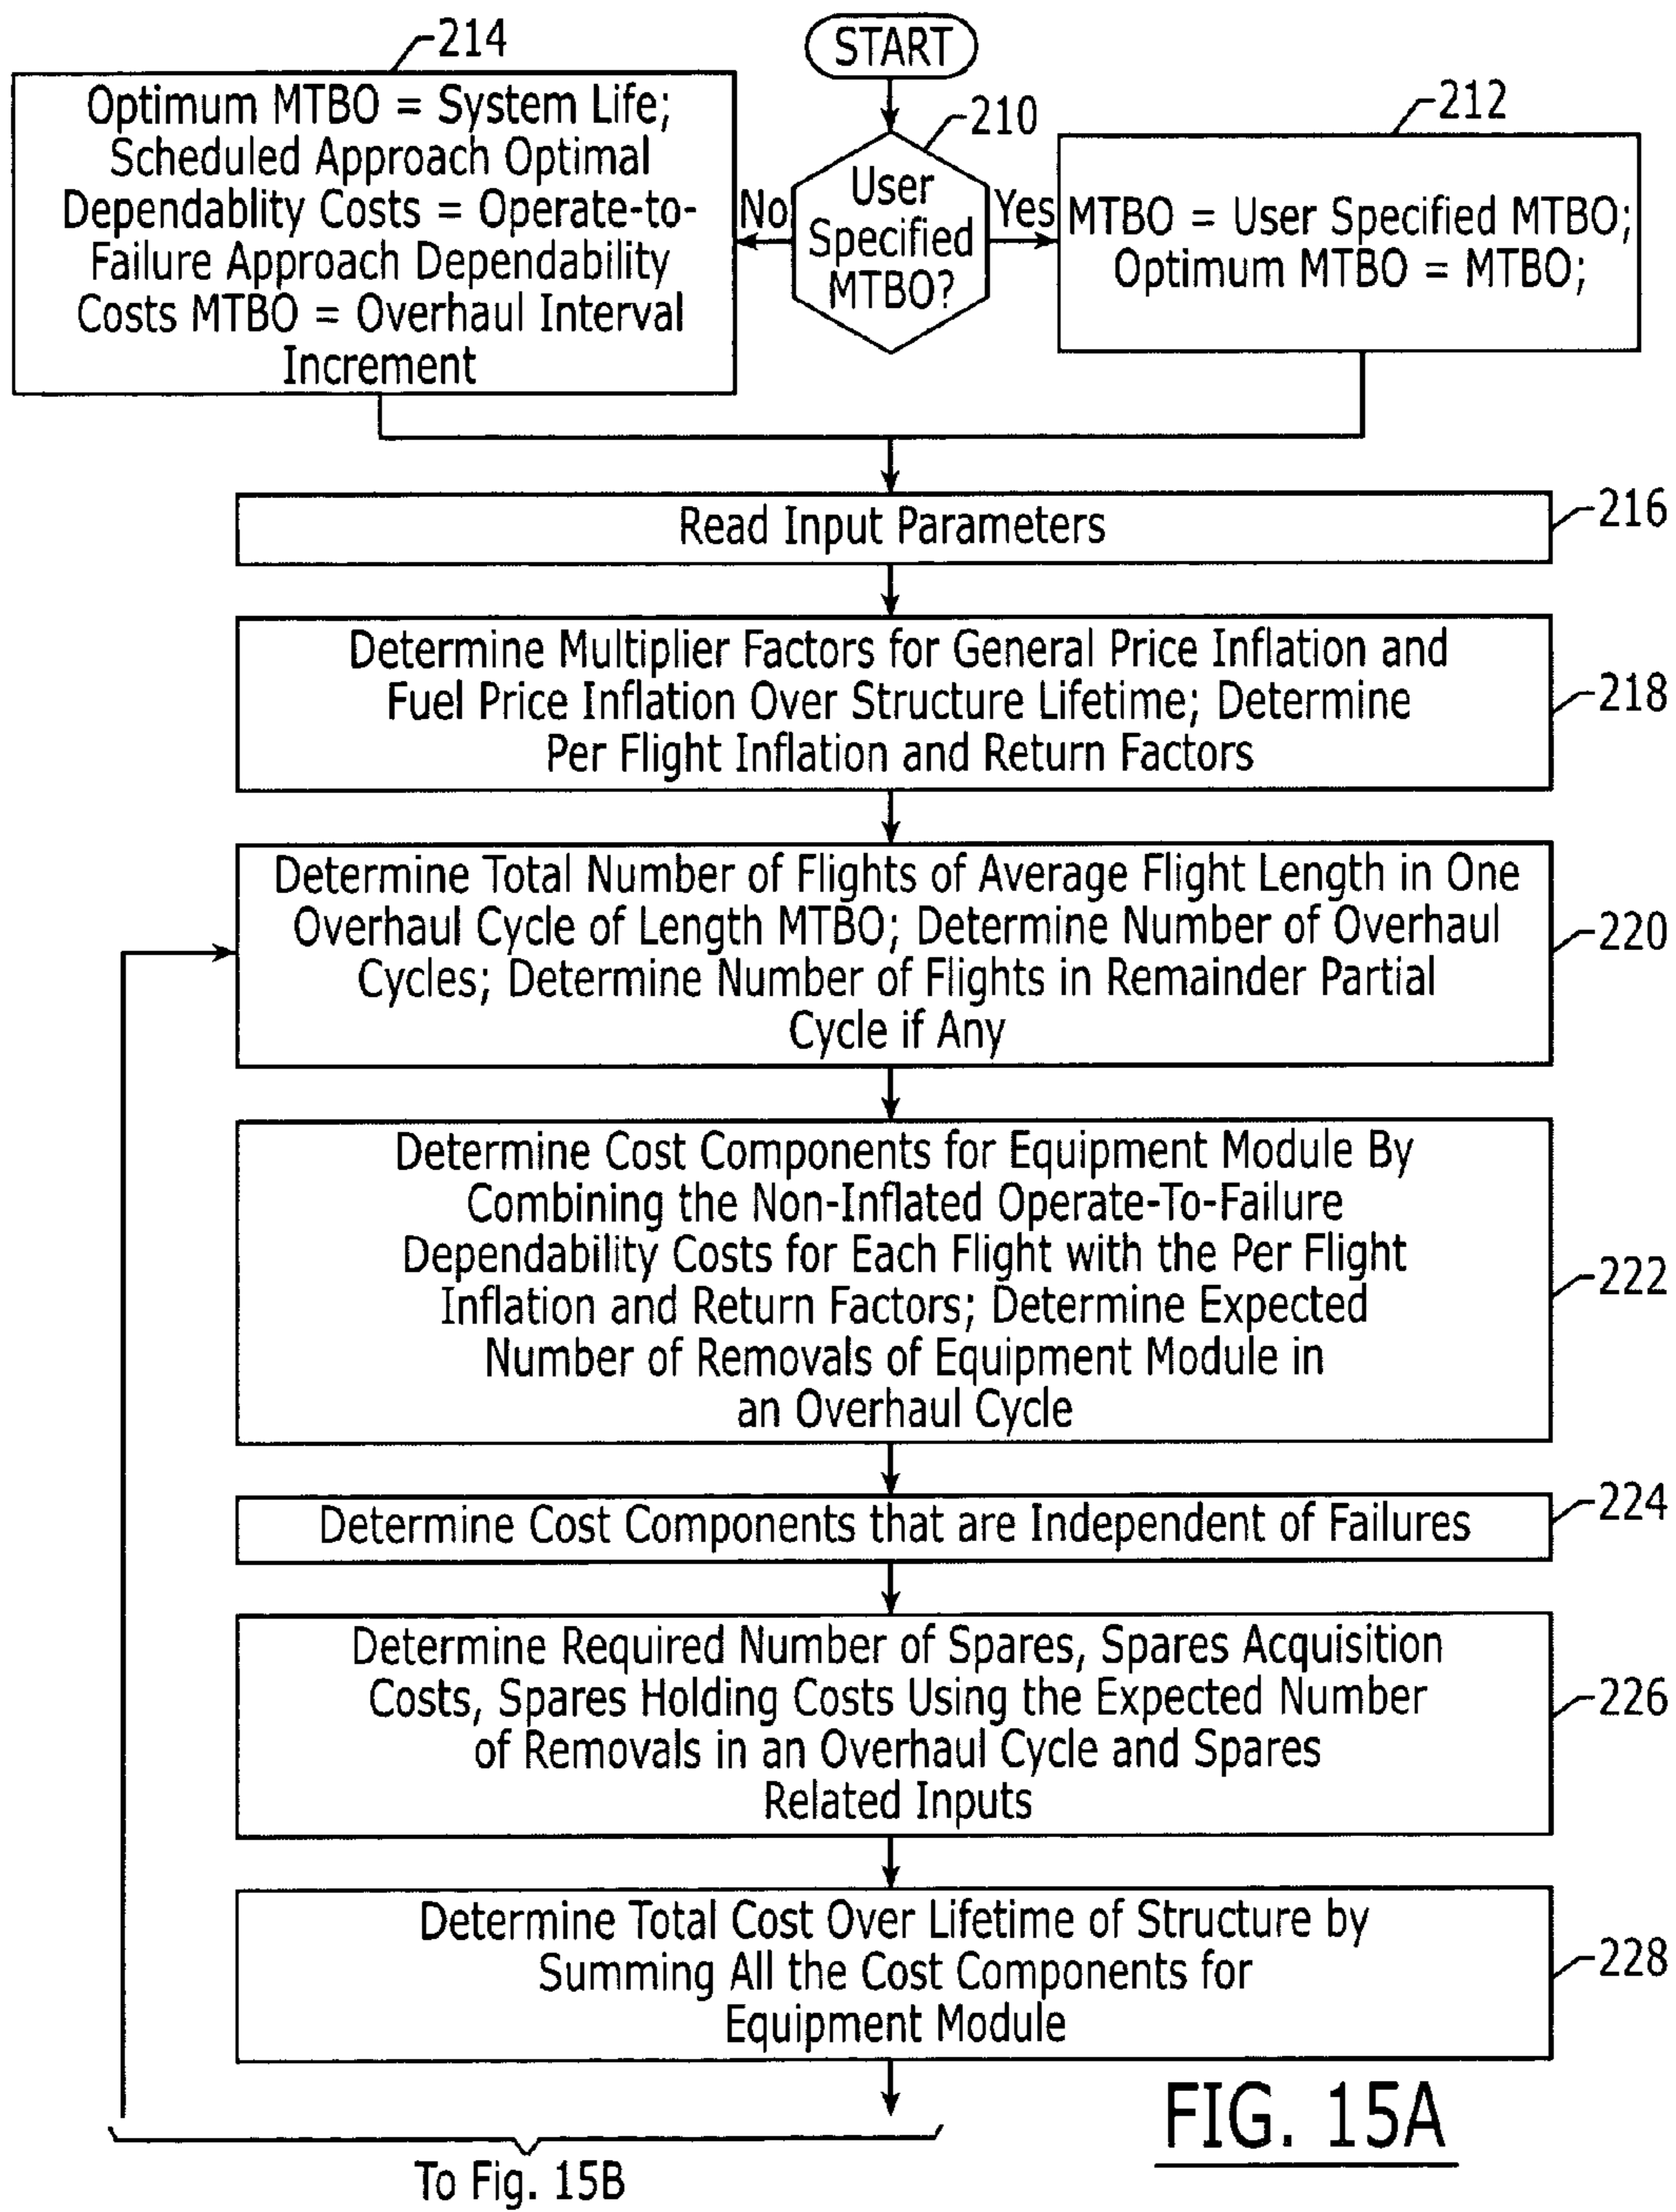 START
214
Optimum MTBO = System Life;
Scheduled Approach Optimal
Dependablity Costs = Operate-to-
Failure Approach Dependability
Costs MTBO = Overhaul Interval
Increment
210
User
Specified
MTBO?
No
Yes
212
MTBO = User Specified MTBO;
Optimum MTBO = MTBO;
Read Input Parameters
216
Determine Multiplier Factors for General Price Inflation and
Fuel Price Inflation Over Structure Lifetime; Determine
Per Flight Inflation and Return Factors
218
Determine Total Number of Flights of Average Flight Length in One
Overhaul Cycle of Length MTBO; Determine Number of Overhaul
Cycles; Determine Number of Flights in Remainder Partial
Cycle if Any
220
Determine Cost Components for Equipment Module By
Combining the Non-Inflated Operate-To-Failure
Dependability Costs for Each Flight with the Per Flight
Inflation and Return Factors; Determine Expected
Number of Removals of Equipment Module in
an Overhaul Cycle
222
Determine Cost Components that are Independent of Failures
224
Determine Required Number of Spares, Spares Acquisition
Costs, Spares Holding Costs Using the Expected Number
of Removals in an Overhaul Cycle and Spares
Related Inputs
226
Determine Total Cost Over Lifetime of Structure by
Summing All the Cost Components for
Equipment Module
228
To Fig. 15B
FIG. 15A